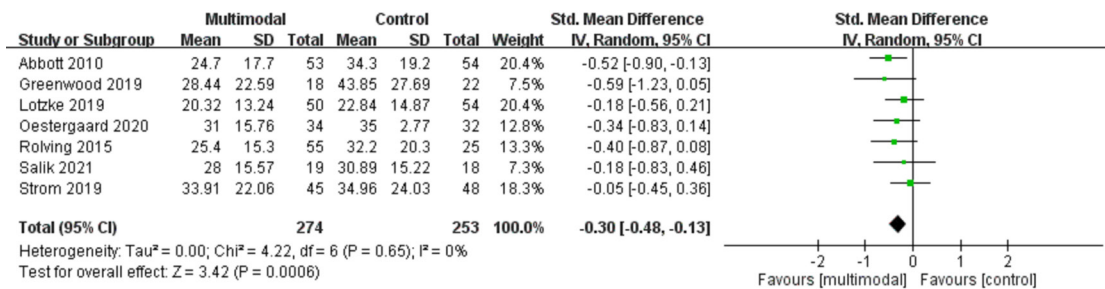 Multimodal Control Std. Mean Difference Std. Mean Difference
Study or Subgroup Mean SD Total Mean SD Total Weight IV, Random, 95% CI IV, Random, 95% CI
Abbott 2010 24.7 17.7 53 34.3 19.2 54 20.4% -0.52 [-0.90, -0.13]
Greenwood 2019 28.44 22.59 18 43.85 27.69 22 7.5% -0.59 [-1.23, 0.05]
Lotzke 2019 20.32 13.24 50 22.84 14.87 54 20.4% -0.18 [-0.56, 0.21]
Oestergaard 2020 31 15.76 34 35 2.77 32 12.8% -0.34 [-0.83, 0.14]
Rolving 2015 25.4 15.3 55 32.2 20.3 25 13.3% -0.40 [-0.87, 0.08]
Salik 2021 28 15.57 19 30.89 15.22 18 7.3% -0.18 [-0.83, 0.46]
Strom 2019 33.91 22.06 45 34.96 24.03 48 18.3% -0.05 [-0.45, 0.36]
Total (95% CI) 274 253 100.0% -0.30 [-0.48, -0.13]
Heterogeneity: Tau² = 0.00; Chi² = 4.22, df = 6 (P = 0.65); I² = 0%
Test for overall effect: Z = 3.42 (P = 0.0006)
-2 -1 0 1 2
Favours [multimodal] Favours [control]